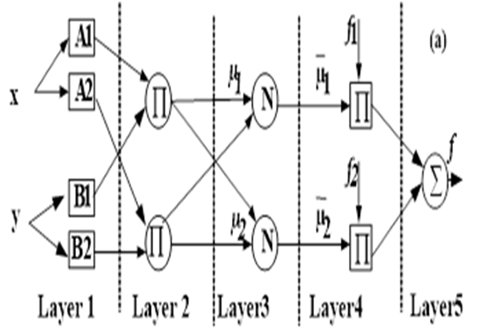 A1 f1 (a)
x A2 Π μ1 N μ̄1 Π
Σ f
y B1 f2
B2 Π μ2 N μ̄2 Π
Layer 1 Layer 2 Layer3 Layer4 Layer5